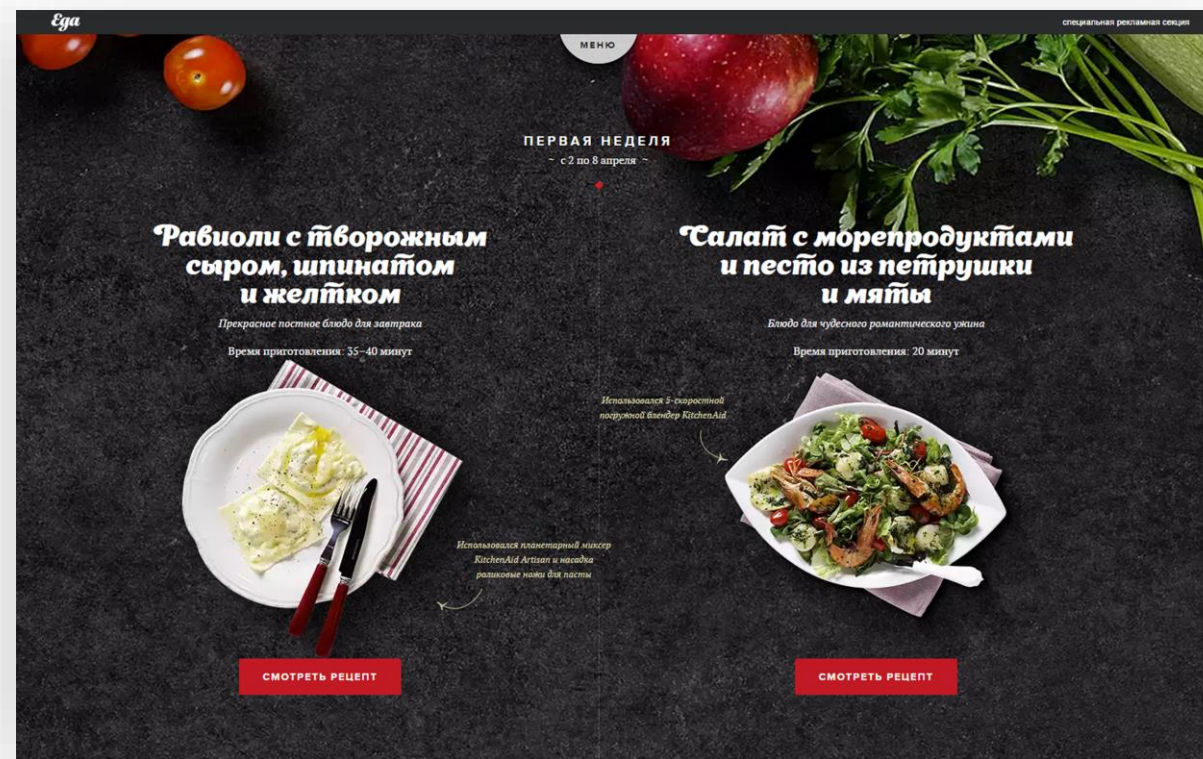 Еда
специальная рекламная секция
МЕНЮ
ПЕРВАЯ НЕДЕЛЯ
~ с 2 по 8 апреля ~
Равиоли с творожным
сыром, шпинатом
и желтком
Прекрасное постное блюдо для завтрака
Время приготовления: 35–40 минут
Использовался планетарный миксер
KitchenAid Artisan и насадка
роликовые ножи для пасты
СМОТРЕТЬ РЕЦЕПТ
Салат с морепродуктами
и песто из петрушки
и мяты
Блюдо для чудесного романтического ужина
Время приготовления: 20 минут
Использовался 5-скоростной
погружной блендер KitchenAid
СМОТРЕТЬ РЕЦЕПТ